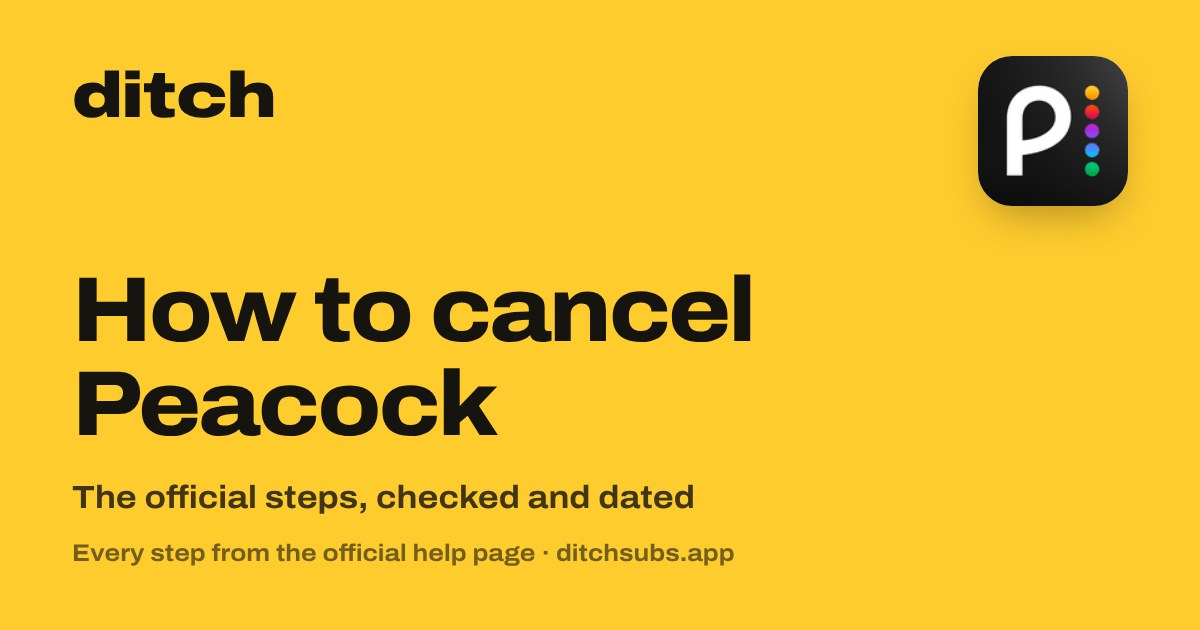 ditch
P
How to cancel
Peacock
The official steps, checked and dated
Every step from the official help page · ditchsubs.app